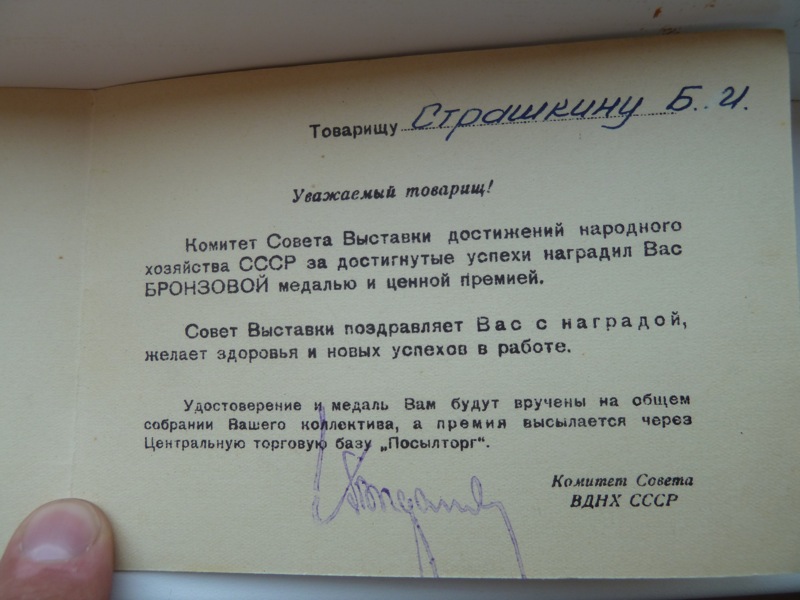 Товарищу Страшкину Б. И.
Уважаемый товарищ!
Комитет Совета Выставки достижений народного
хозяйства СССР за достигнутые успехи наградил Вас
БРОНЗОВОЙ медалью и ценной премией.
Совет Выставки поздравляет Вас с наградой,
желает здоровья и новых успехов в работе.
Удостоверение и медаль Вам будут вручены на общем
собрании Вашего коллектива, а премия высылается через
Центральную торговую базу „Посылторг“.
Комитет Совета
ВДНХ СССР